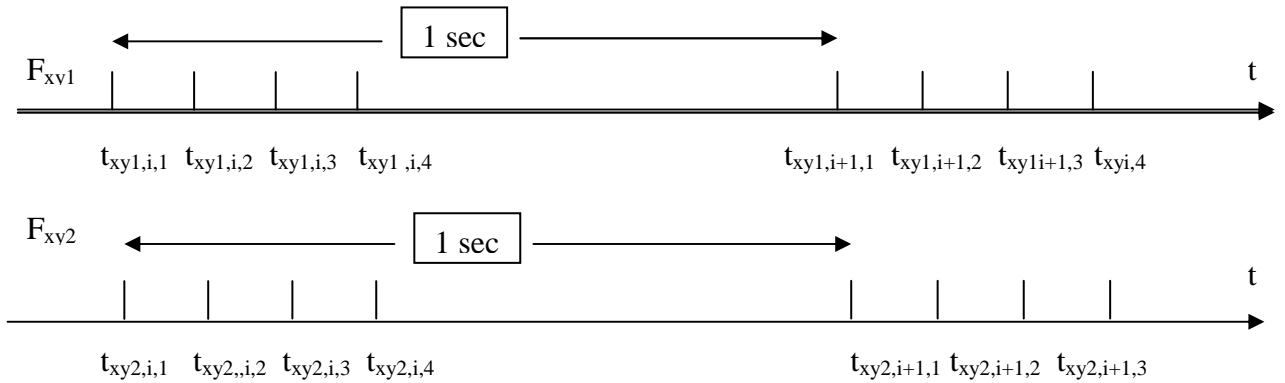 1 sec
F_xy1 t
t_xy1,i,1 t_xy1,i,2 t_xy1,i,3 t_xy1 ,i,4 t_xy1,i+1,1 t_xy1,i+1,2 t_xy1i+1,3 t_xyi,4
F_xy2
1 sec
t
t_xy2,i,1 t_xy2,,i,2 t_xy2,i,3 t_xy2,i,4 t_xy2,i+1,1 t_xy2,i+1,2 t_xy2,i+1,3